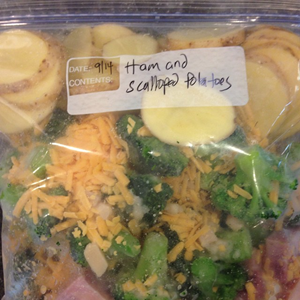 DATE: 9/14 Ham and
CONTENTS: scalloped Potatoes